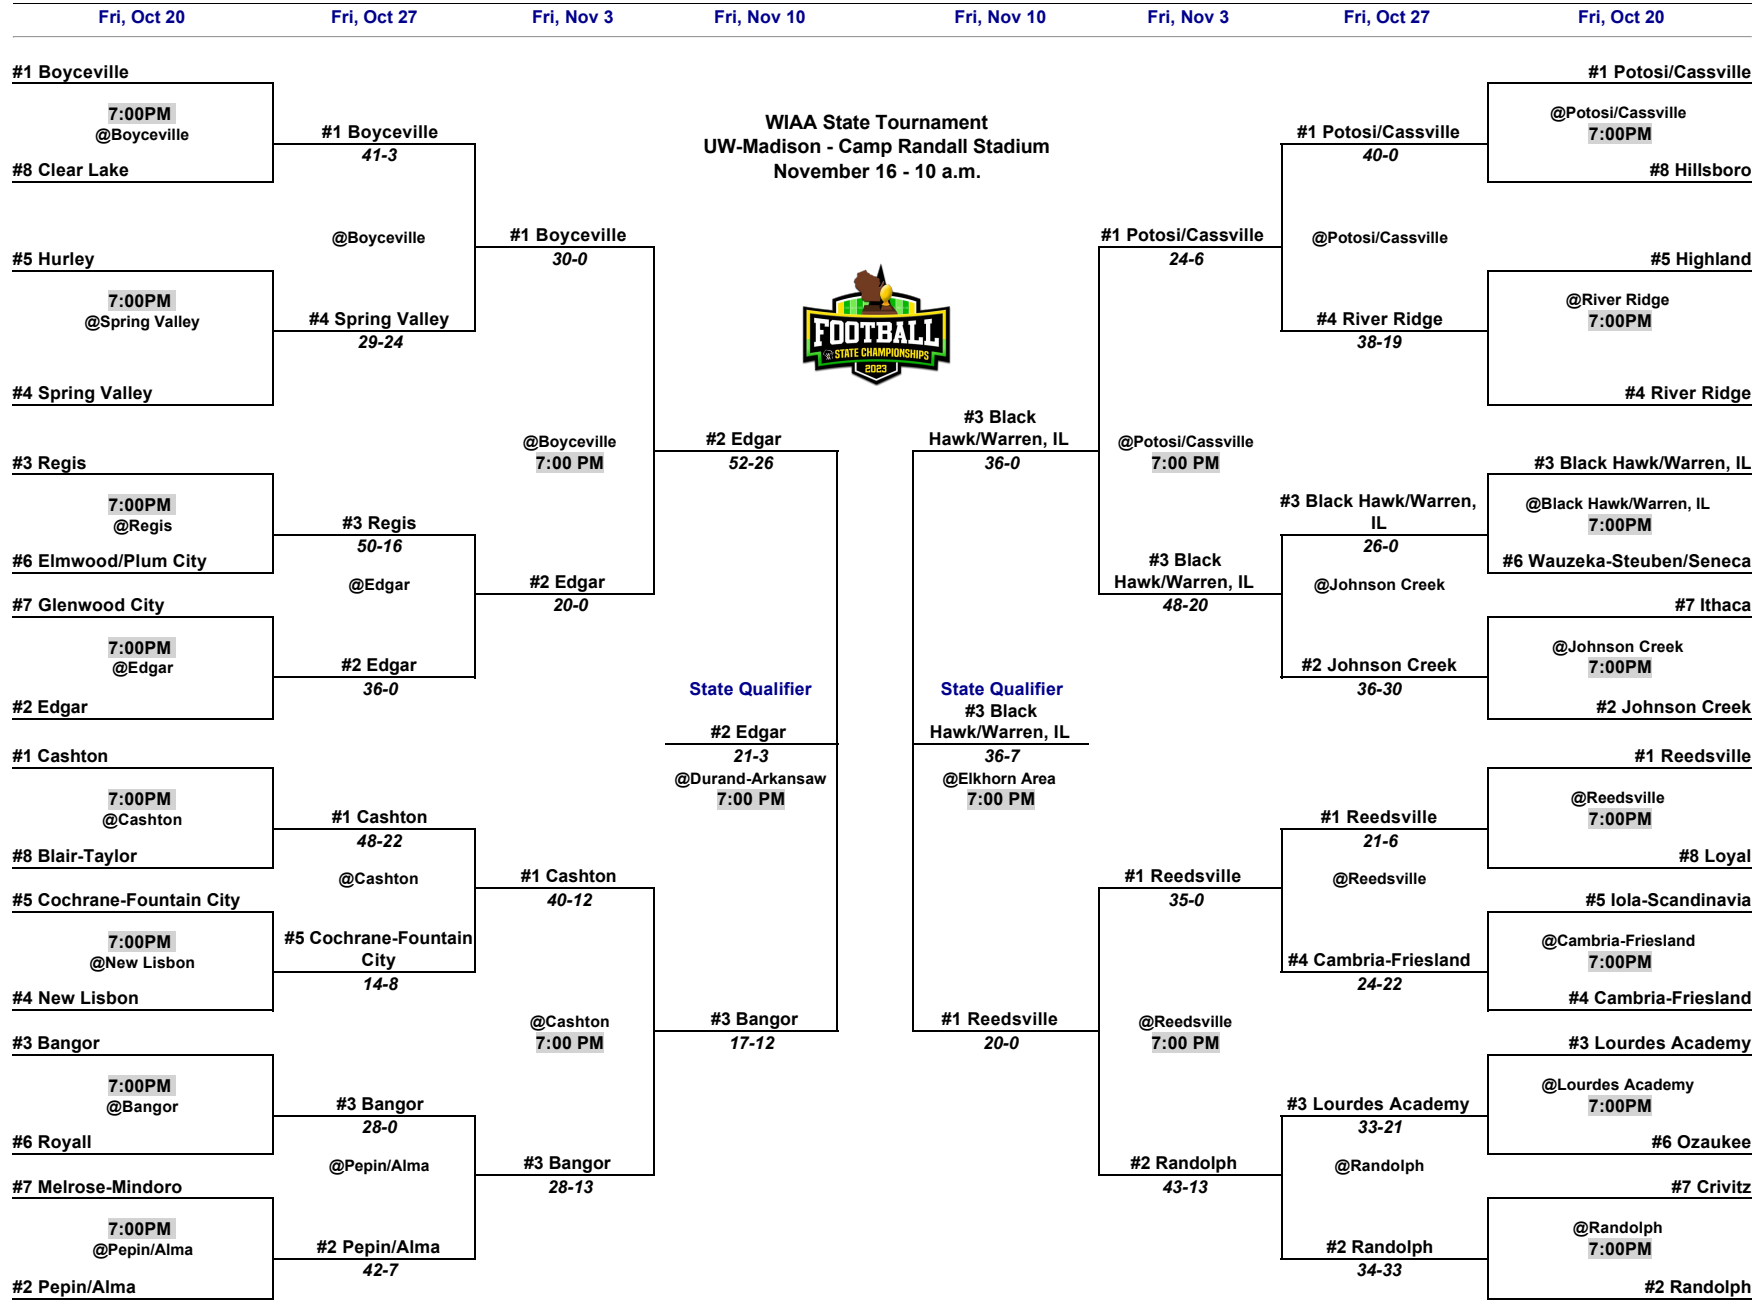 Fri, Oct 20 Fri, Oct 27 Fri, Nov 3 Fri, Nov 10 Fri, Nov 10 Fri, Nov 3 Fri, Oct 27 Fri, Oct 20
#1 Boyceville
7:00PM
@Boyceville
#8 Clear Lake
#5 Hurley
7:00PM
@Spring Valley
#4 Spring Valley
#3 Regis
7:00PM
@Regis
#6 Elmwood/Plum City
#7 Glenwood City
7:00PM
@Edgar
#2 Edgar
#1 Cashton
7:00PM
@Cashton
#8 Blair-Taylor
#5 Cochrane-Fountain City
7:00PM
@New Lisbon
#4 New Lisbon
#3 Bangor
7:00PM
@Bangor
#6 Royall
#7 Melrose-Mindoro
7:00PM
@Pepin/Alma
#2 Pepin/Alma
#1 Boyceville
41-3
@Boyceville
#4 Spring Valley
29-24
#3 Regis
50-16
@Edgar
#2 Edgar
36-0
#1 Cashton
48-22
@Cashton
#5 Cochrane-Fountain
City
14-8
#3 Bangor
28-0
@Pepin/Alma
#2 Pepin/Alma
42-7
#1 Boyceville
30-0
@Boyceville
7:00 PM
#2 Edgar
20-0
#1 Cashton
40-12
@Cashton
7:00 PM
#3 Bangor
28-13
WIAA State Tournament
UW-Madison - Camp Randall Stadium
November 16 - 10 a.m.
FOOTBALL
STATE CHAMPIONSHIPS
2023
#2 Edgar
52-26
State Qualifier
#2 Edgar
21-3
@Durand-Arkansaw
7:00 PM
#3 Bangor
17-12
#3 Black
Hawk/Warren, IL
36-0
State Qualifier
#3 Black
Hawk/Warren, IL
36-7
@Elkhorn Area
7:00 PM
#1 Reedsville
20-0
#1 Potosi/Cassville
24-6
@Potosi/Cassville
7:00 PM
#3 Black
Hawk/Warren, IL
48-20
#1 Reedsville
35-0
@Reedsville
7:00 PM
#2 Randolph
43-13
#1 Potosi/Cassville
40-0
@Potosi/Cassville
#4 River Ridge
38-19
#3 Black Hawk/Warren,
IL
26-0
@Johnson Creek
#2 Johnson Creek
36-30
#1 Reedsville
21-6
@Reedsville
#4 Cambria-Friesland
24-22
#3 Lourdes Academy
33-21
@Randolph
#2 Randolph
34-33
#1 Potosi/Cassville
@Potosi/Cassville
7:00PM
#8 Hillsboro
#5 Highland
@River Ridge
7:00PM
#4 River Ridge
#3 Black Hawk/Warren, IL
@Black Hawk/Warren, IL
7:00PM
#6 Wauzeka-Steuben/Seneca
#7 Ithaca
@Johnson Creek
7:00PM
#2 Johnson Creek
#1 Reedsville
@Reedsville
7:00PM
#8 Loyal
#5 Iola-Scandinavia
@Cambria-Friesland
7:00PM
#4 Cambria-Friesland
#3 Lourdes Academy
@Lourdes Academy
7:00PM
#6 Ozaukee
#7 Crivitz
@Randolph
7:00PM
#2 Randolph